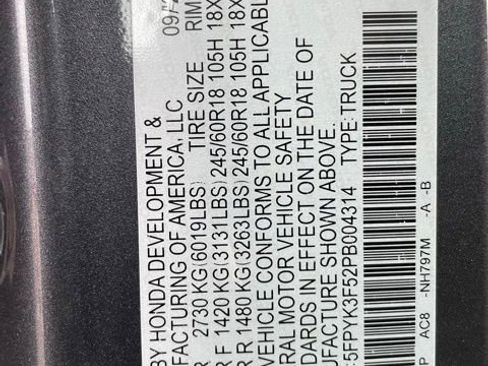 BY HONDA DEVELOPMENT & 09/2
FACTURING OF AMERICA, LLC
R 2730 KG(6019LBS) TIRE SIZE RIM
R F 1420 KG(3131LBS) 245/60R18 105H 18X
R R 1480 KG(3263LBS) 245/60R18 105H 18X
VEHICLE CONFORMS TO ALL APPLICABLE
RAL MOTOR VEHICLE SAFETY
DARDS IN EFFECT ON THE DATE OF
UFACTURE SHOWN ABOVE.
:5FPYK3F52PB004314 TYPE:TRUCK
P AC8 -NH797M -A -B